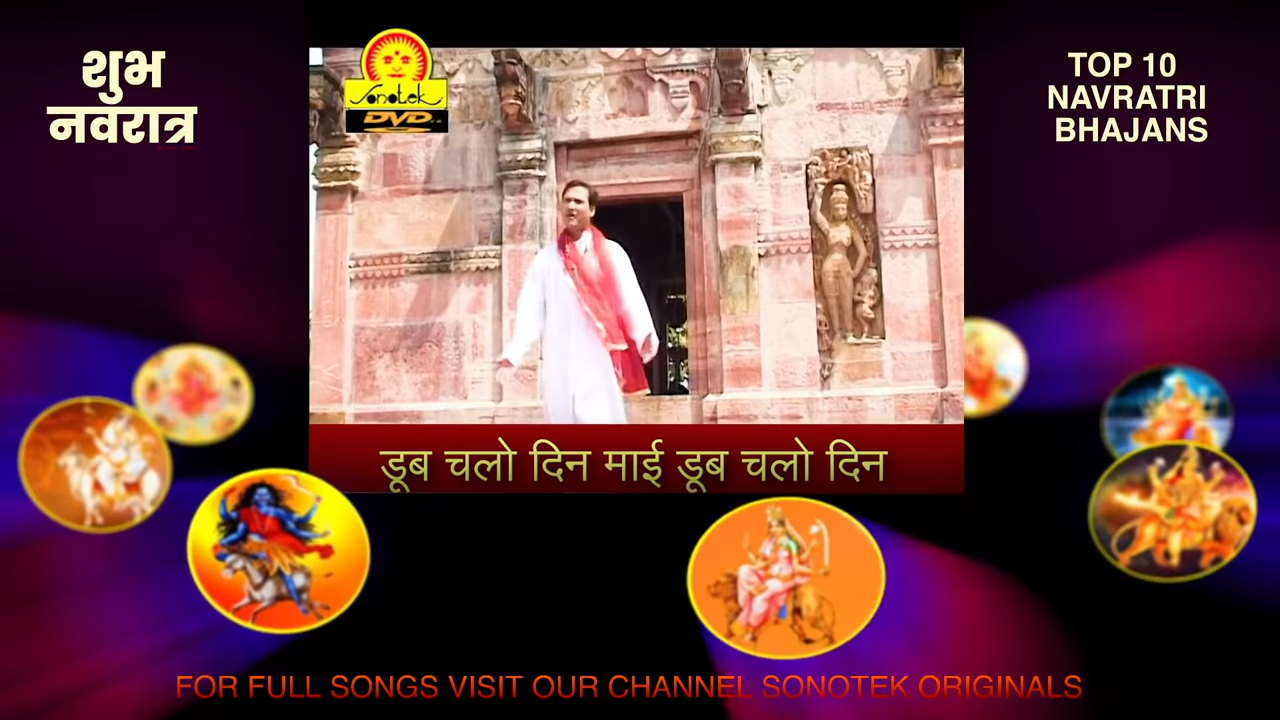 शुभ
नवरात्र
TOP 10
NAVRATRI
BHAJANS
Sonotek
DVD
डूब चलो दिन माई डूब चलो दिन
FOR FULL SONGS VISIT OUR CHANNEL SONOTEK ORIGINALS